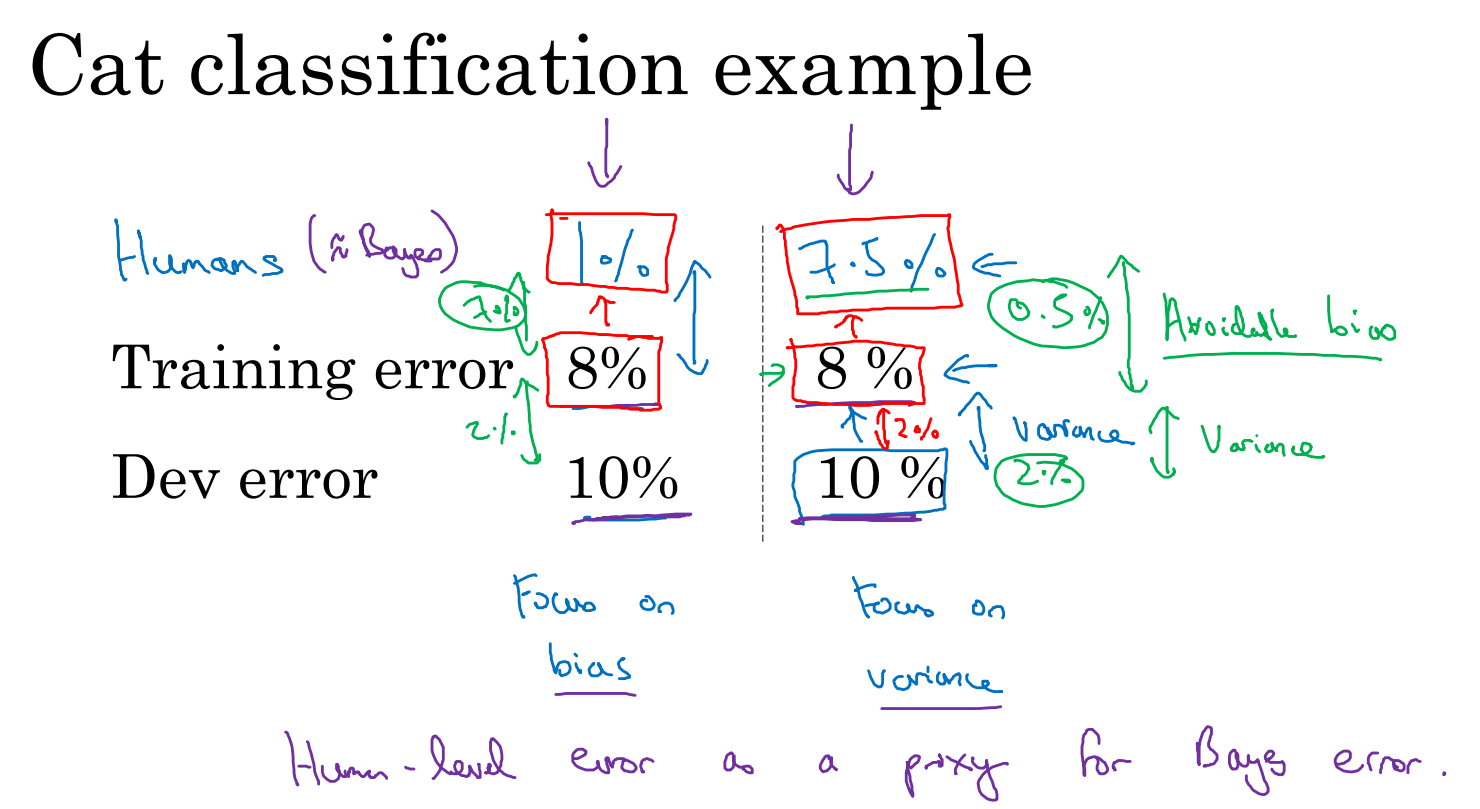 Cat classification example
Humans (≈ Bayes) 1% 7.5%
7% 0.5% Avoidable bias
Training error 8% 8 %
2% 2% variance Variance
Dev error 10% 10 % 2%
Focus on bias
Focus on variance
Human-level error as a proxy for Bayes error.